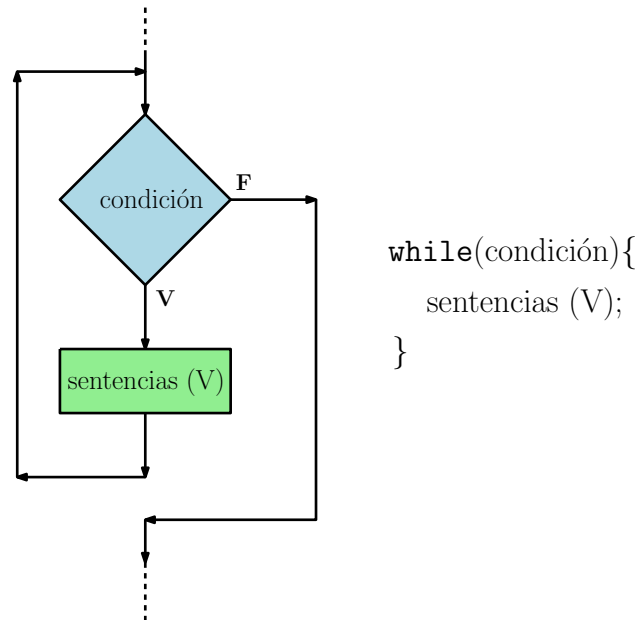 condición
F
V
sentencias (V)
while(condición){
sentencias (V);
}